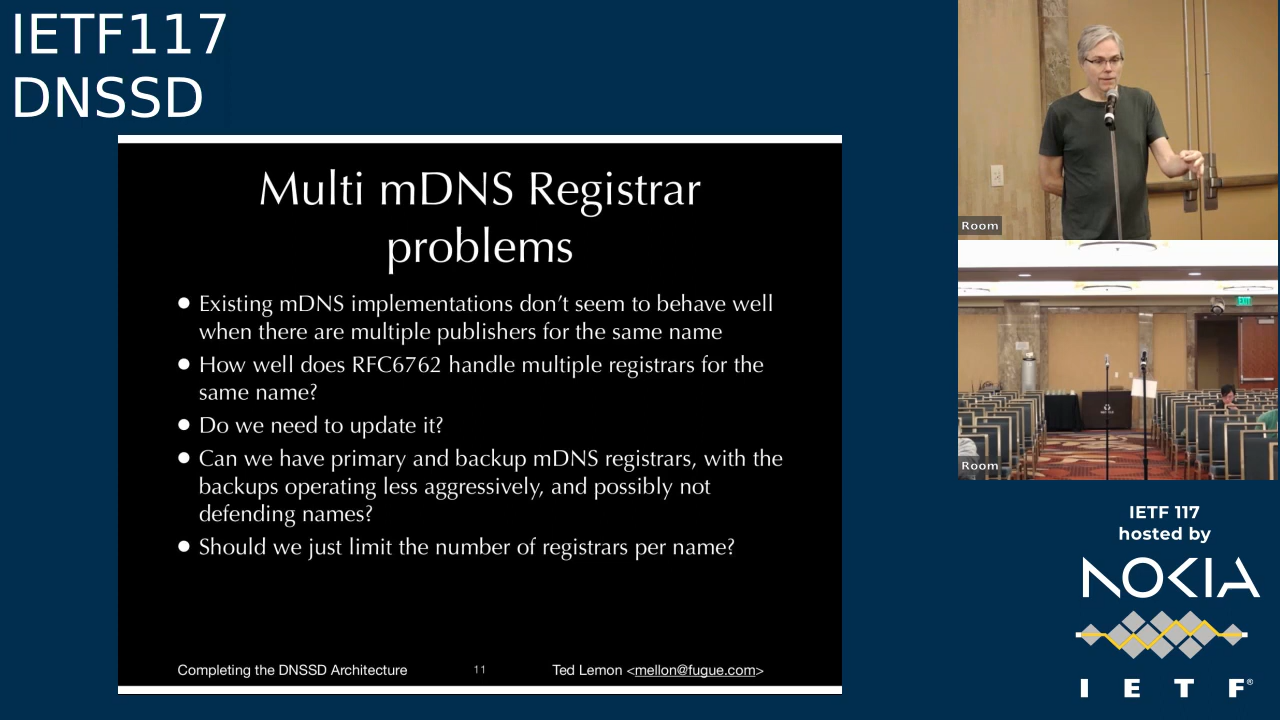 IETF117
DNSSD
Multi mDNS Registrar
problems
● Existing mDNS implementations don’t seem to behave well
when there are multiple publishers for the same name
● How well does RFC6762 handle multiple registrars for the
same name?
● Do we need to update it?
● Can we have primary and backup mDNS registrars, with the
backups operating less aggressively, and possibly not
defending names?
● Should we just limit the number of registrars per name?
Completing the DNSSD Architecture 11 Ted Lemon <mellon@fugue.com>
Room
EXIT
Room
IETF 117
hosted by
NOKIA
I E T F®